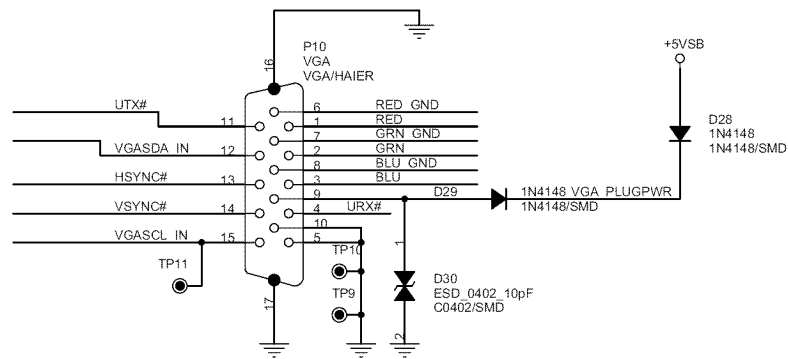 P10
VGA
VGA/HAIER
16
+5VSB
UTX#
6
RED_GND
11
1
RED
7
GRN_GND
D28
1N4148
1N4148/SMD
VGASDA_IN
12
2
GRN
8
BLU_GND
HSYNC#
13
3
BLU
9
D29
1N4148 VGA_PLUGPWR
1N4148/SMD
VSYNC#
14
4
URX#
10
VGASCL_IN
15
5
1
TP10
TP11
D30
ESD_0402_10pF
C0402/SMD
TP9
17
2